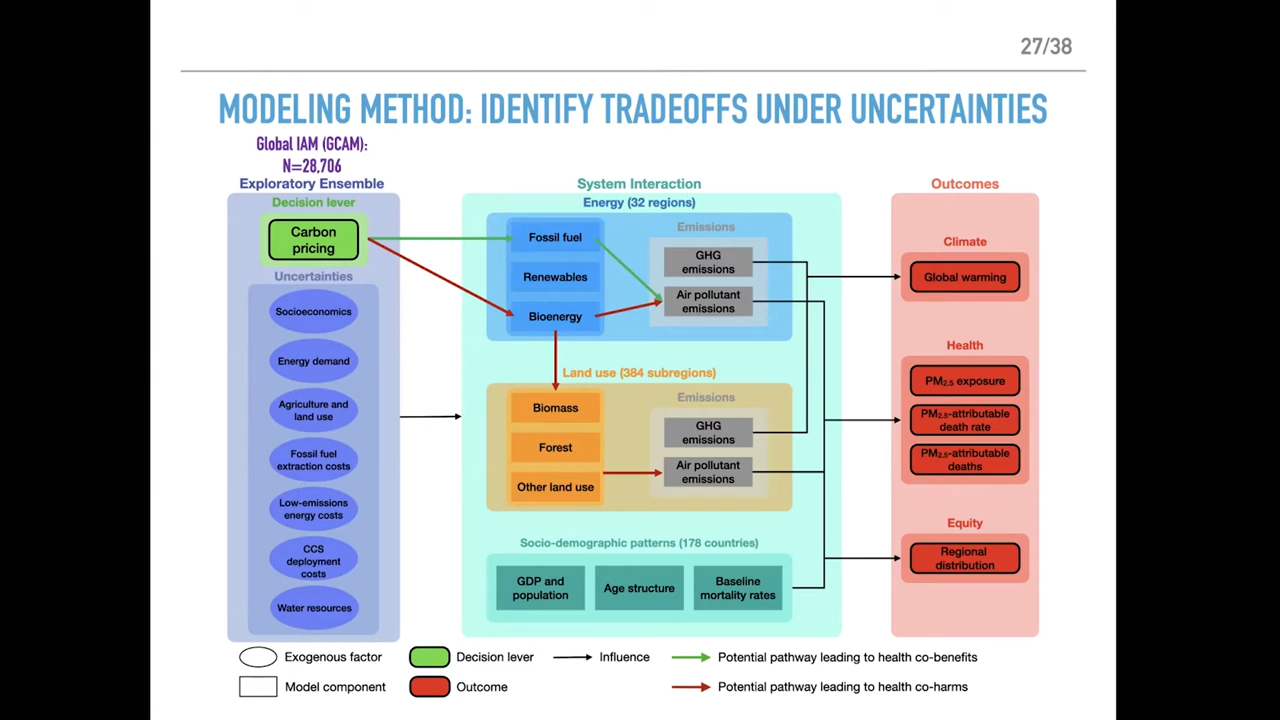 27/38
MODELING METHOD: IDENTIFY TRADEOFFS UNDER UNCERTAINTIES
Global IAM (GCAM):
N=28,706
Exploratory Ensemble
Decision lever
Carbon
pricing
Uncertainties
Socioeconomics
Energy demand
Agriculture and
land use
Fossil fuel
extraction costs
Low-emissions
energy costs
CCS
deployment
costs
Water resources
System Interaction
Energy (32 regions)
Fossil fuel
Renewables
Bioenergy
Emissions
GHG
emissions
Air pollutant
emissions
Land use (384 subregions)
Biomass
Forest
Other land use
Emissions
GHG
emissions
Air pollutant
emissions
Socio-demographic patterns (178 countries)
GDP and
population
Age structure
Baseline
mortality rates
Outcomes
Climate
Global warming
Health
PM₂.₅ exposure
PM₂.₅-attributable
death rate
PM₂.₅-attributable
deaths
Equity
Regional
distribution
Exogenous factor
Decision lever
Influence
Potential pathway leading to health co-benefits
Model component
Outcome
Potential pathway leading to health co-harms